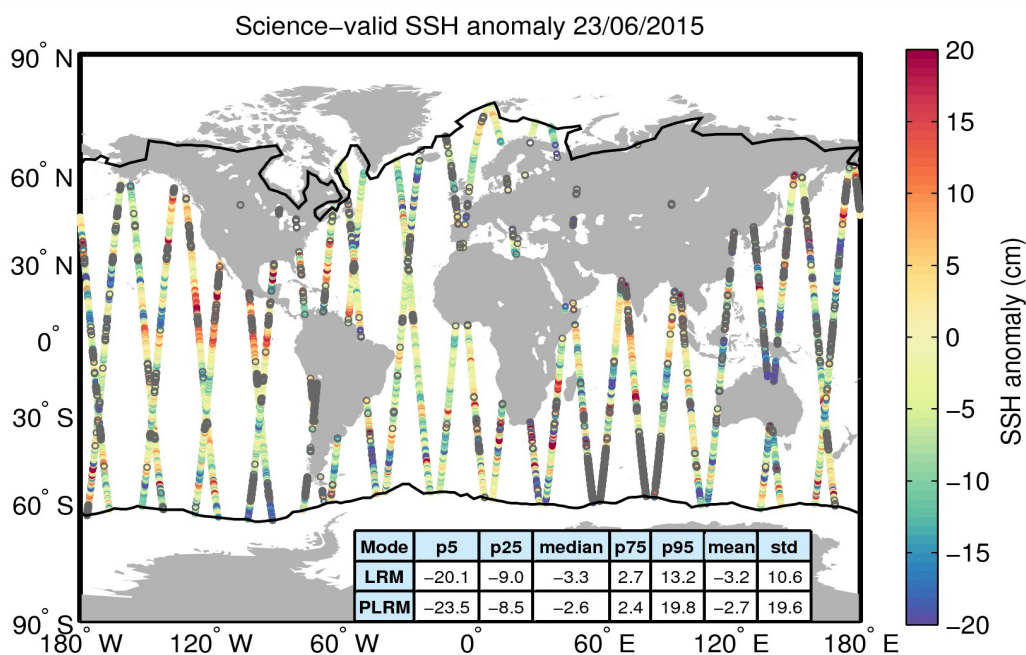 Science−valid SSH anomaly 23/06/2015
90° N
60° N
30° N
0°
30° S
60° S
90° S
180° W
120° W
60° W
0°
60° E
120° E
180° E
20
15
10
5
0
−5
−10
−15
−20
SSH anomaly (cm)
Mode p5 p25 median p75 p95 mean std
LRM −20.1 −9.0 −3.3 2.7 13.2 −3.2 10.6
PLRM −23.5 −8.5 −2.6 2.4 19.8 −2.7 19.6